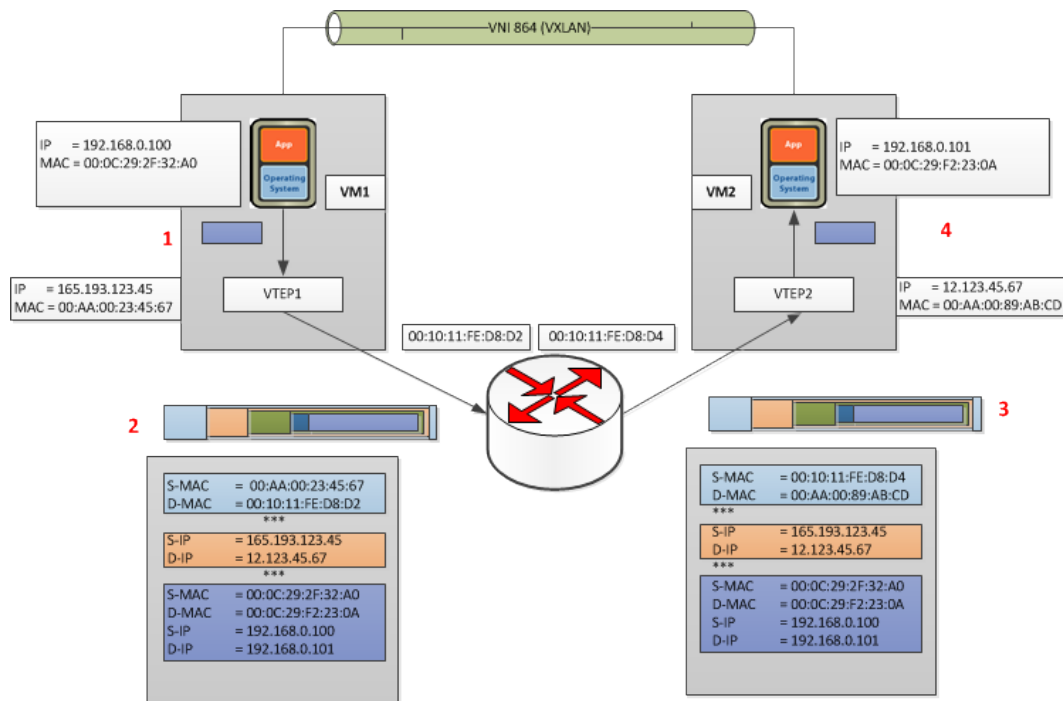 VNI 864 (VXLAN)
IP = 192.168.0.100
MAC = 00:0C:29:2F:32:A0
App
Operating
System
VM1
1
IP = 165.193.123.45
MAC = 00:AA:00:23:45:67
VTEP1
App
Operating
System
IP = 192.168.0.101
MAC = 00:0C:29:F2:23:0A
VM2
4
VTEP2
IP = 12.123.45.67
MAC = 00:AA:00:89:AB:CD
00:10:11:FE:D8:D2
00:10:11:FE:D8:D4
2
S-MAC = 00:AA:00:23:45:67
D-MAC = 00:10:11:FE:D8:D2
***
S-IP = 165.193.123.45
D-IP = 12.123.45.67
***
S-MAC = 00:0C:29:2F:32:A0
D-MAC = 00:0C:29:F2:23:0A
S-IP = 192.168.0.100
D-IP = 192.168.0.101
3
S-MAC = 00:10:11:FE:D8:D4
D-MAC = 00:AA:00:89:AB:CD
***
S-IP = 165.193.123.45
D-IP = 12.123.45.67
***
S-MAC = 00:0C:29:2F:32:A0
D-MAC = 00:0C:29:F2:23:0A
S-IP = 192.168.0.100
D-IP = 192.168.0.101